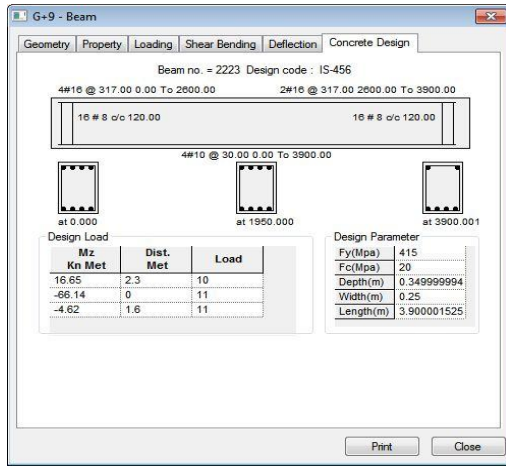 G+9 - Beam
Geometry Property Loading Shear Bending Deflection Concrete Design
Beam no. = 2223 Design code : IS-456
4#16 @ 317.00 0.00 To 2600.00 2#16 @ 317.00 2600.00 To 3900.00
16 # 8 c/c 120.00 16 # 8 c/c 120.00
4#10 @ 30.00 0.00 To 3900.00
at 0.000 at 1950.000 at 3900.001
Design Load Design Parameter
Mz Dist. Load
Kn Met Met
16.65 2.3 10
-66.14 0 11
-4.62 1.6 11
Fy(Mpa) 415
Fc(Mpa) 20
Depth(m) 0.349999994
Width(m) 0.25
Length(m) 3.900001525
Print Close